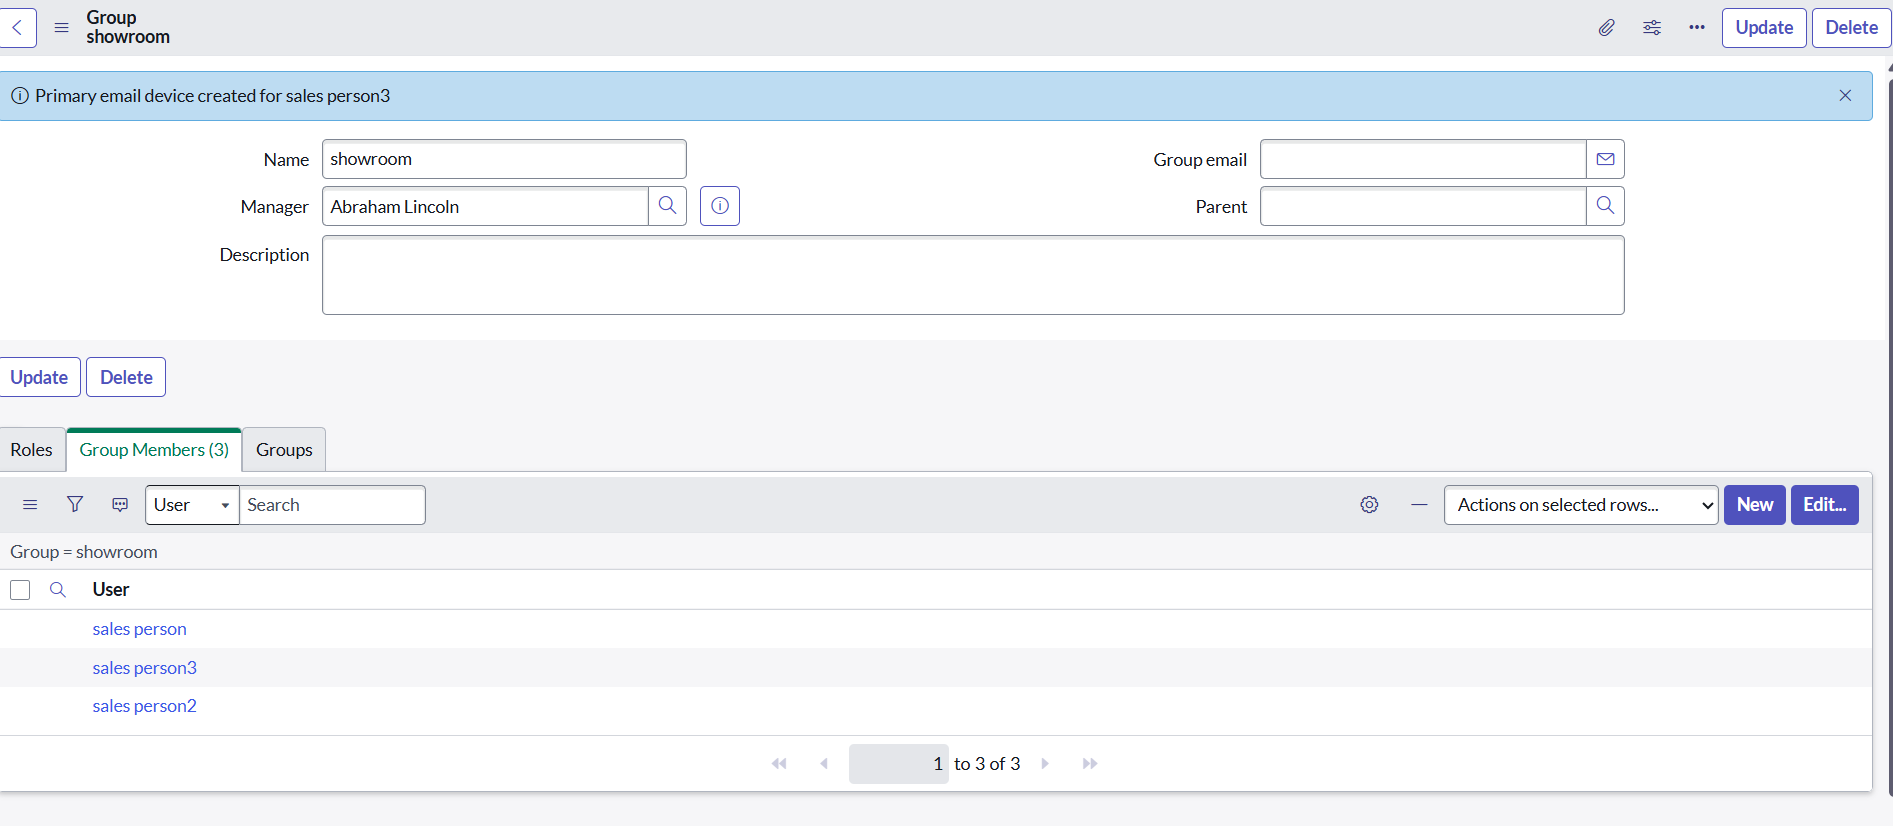 Group
showroom
Update
Delete
Primary email device created for sales person3
Name
showroom
Group email
Manager
Abraham Lincoln
Parent
Description
Update
Delete
Roles
Group Members (3)
Groups
User
Search
Actions on selected rows...
New
Edit...
Group = showroom
User
sales person
sales person3
sales person2
1 to 3 of 3